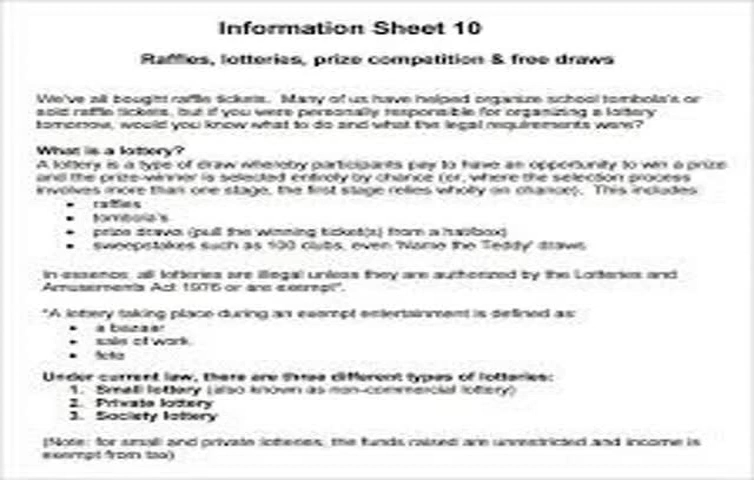 Information Sheet 10
Raffles, lotteries, prize competition & free draws
We've all bought raffle tickets. Many of us have helped organize school tombola's or
sold raffle tickets, but if you were personally responsible for organizing a lottery
tomorrow, would you know what to do and what the legal requirements were?
What is a lottery?
A lottery is a type of draw whereby participants pay to have an opportunity to win a prize
and the prize-winner is selected entirely by chance (or, where the selection process
involves more than one stage, the first stage relies wholly on chance). This includes:
• raffles
• tombola's
• prize draws (pull the winning ticket(s) from a hat/box)
• sweepstakes such as 100 clubs, even 'Name the Teddy' draws
In essence, all lotteries are illegal unless they are authorized by the Lotteries and
Amusements Act 1976 or are exempt*.
*A lottery taking place during an exempt entertainment is defined as:
• a bazaar
• sale of work
• fete
Under current law, there are three different types of lotteries:
1. Small lottery (also known as non-commercial lottery)
2. Private lottery
3. Society lottery
(Note: for small and private lotteries, the funds raised are unrestricted and income is
exempt from tax)